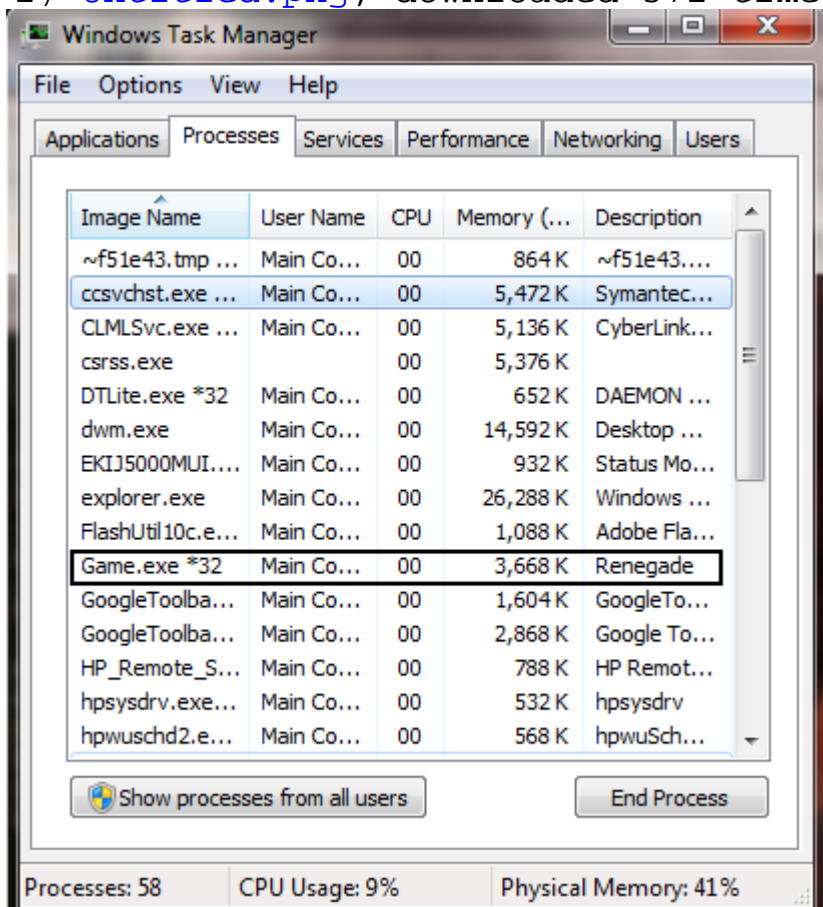 Windows Task Manager
File Options View Help
Applications Processes Services Performance Networking Users
Image Name User Name CPU Memory (... Description
~f51e43.tmp ... Main Co... 00 864 K ~f51e43....
ccsvchst.exe ... Main Co... 00 5,472 K Symantec...
CLMLSvc.exe ... Main Co... 00 5,136 K CyberLink...
csrss.exe 00 5,376 K
DTLite.exe *32 Main Co... 00 652 K DAEMON ...
dwm.exe Main Co... 00 14,592 K Desktop ...
EKIJ5000MUI.... Main Co... 00 932 K Status Mo...
explorer.exe Main Co... 00 26,288 K Windows ...
FlashUtil10c.e... Main Co... 00 1,088 K Adobe Fla...
Game.exe *32 Main Co... 00 3,668 K Renegade
GoogleToolba... Main Co... 00 1,604 K GoogleTo...
GoogleToolba... Main Co... 00 2,868 K Google To...
HP_Remote_S... Main Co... 00 788 K HP Remot...
hpsysdrv.exe... Main Co... 00 532 K hpsysdrv
hpwuschd2.e... Main Co... 00 568 K hpwuSch...
Show processes from all users End Process
Processes: 58 CPU Usage: 9% Physical Memory: 41%